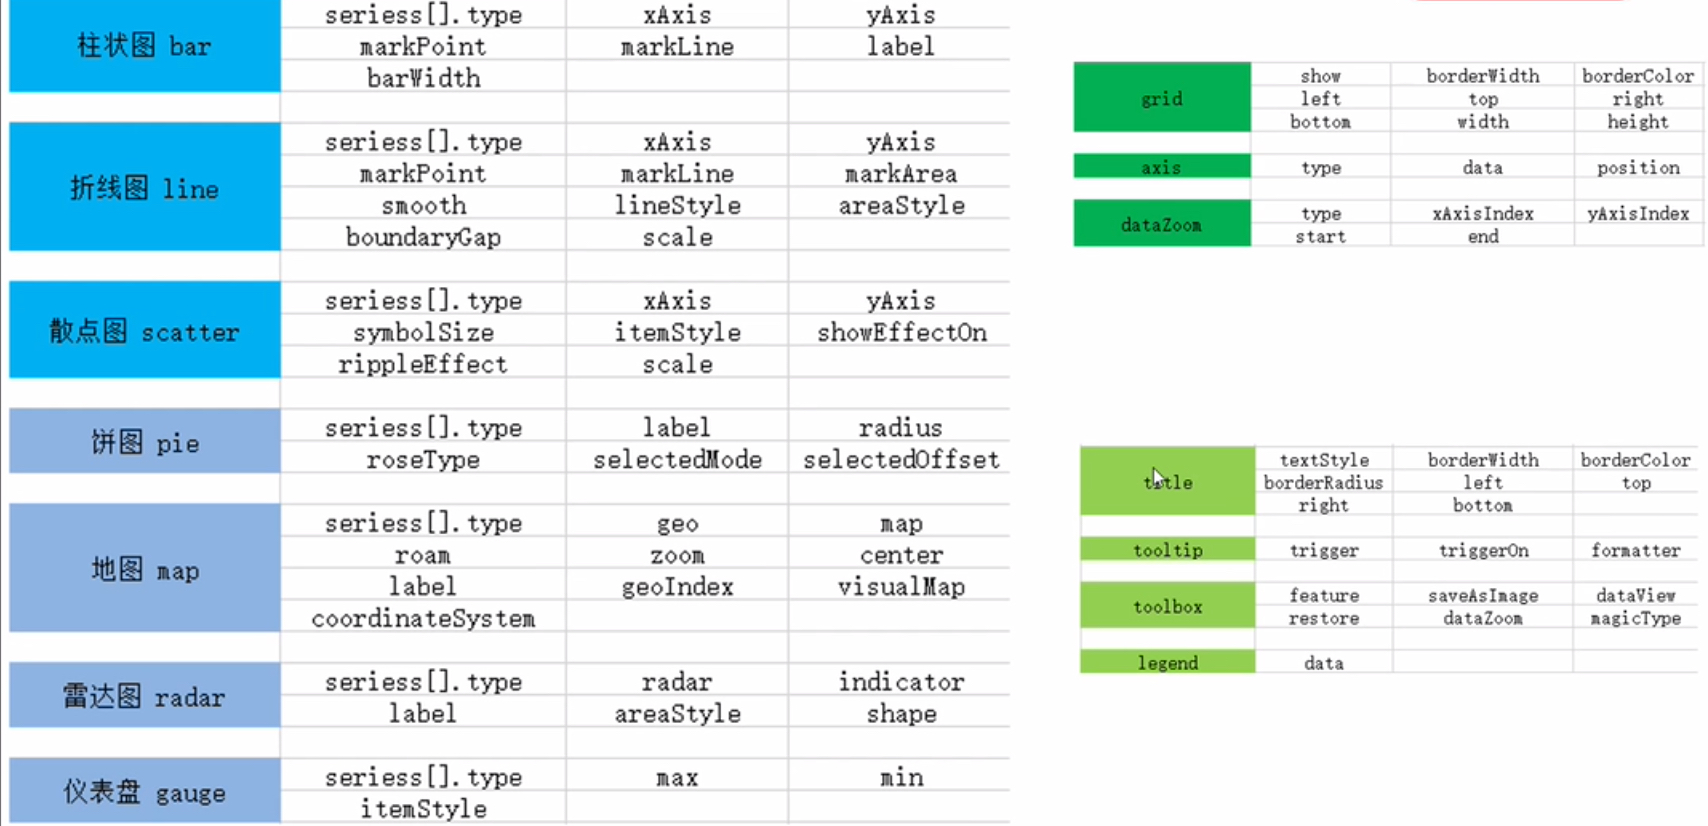 柱状图 bar
seriess[].type xAxis yAxis
markPoint markLine label
barWidth
折线图 line
seriess[].type xAxis yAxis
markPoint markLine markArea
smooth lineStyle areaStyle
boundaryGap scale
散点图 scatter
seriess[].type xAxis yAxis
symbolSize itemStyle showEffectOn
rippleEffect scale
饼图 pie
seriess[].type label radius
roseType selectedMode selectedOffset
地图 map
seriess[].type geo map
roam zoom center
label geoIndex visualMap
coordinateSystem
雷达图 radar
seriess[].type radar indicator
label areaStyle shape
仪表盘 gauge
seriess[].type max min
itemStyle
grid
show borderWidth borderColor
left top right
bottom width height
axis
type data position
dataZoom
type xAxisIndex yAxisIndex
start end
title
textStyle borderWidth borderColor
borderRadius left top
right bottom
tooltip
trigger triggerOn formatter
toolbox
feature saveAsImage dataView
restore dataZoom magicType
legend
data